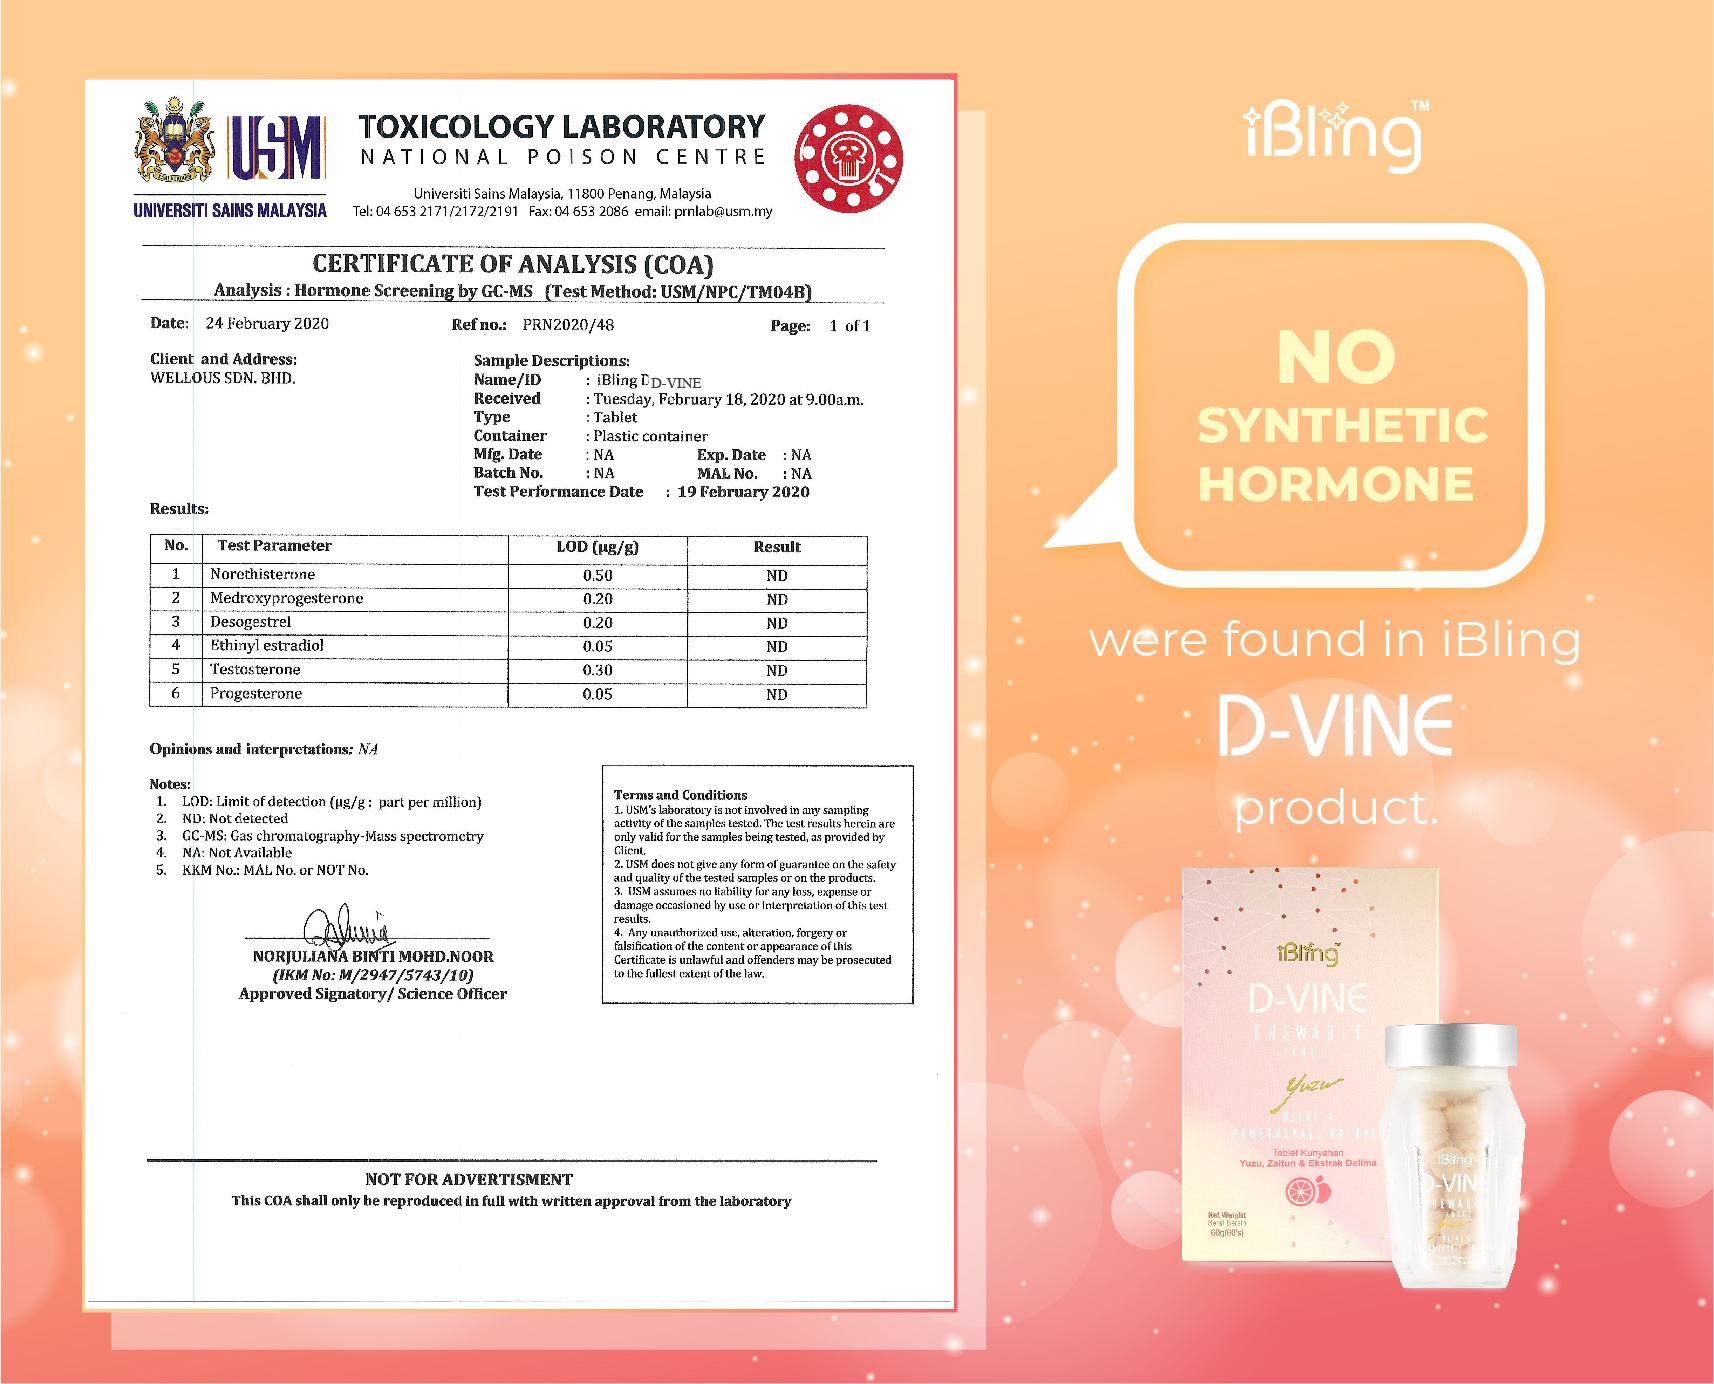 USM
UNIVERSITI SAINS MALAYSIA
TOXICOLOGY LABORATORY
NATIONAL POISON CENTRE
Universiti Sains Malaysia, 11800 Penang, Malaysia
Tel: 04 653 2171/2172/2191 Fax: 04 653 2086 email: prnlab@usm.my
CERTIFICATE OF ANALYSIS (COA)
Analysis : Hormone Screening by GC-MS (Test Method: USM/NPC/TM04B)
Date: 24 February 2020 Ref no.: PRN2020/48 Page: 1 of 1
Client and Address:
WELLOUS SDN. BHD.
Sample Descriptions:
Name/ID : iBling D-VINE
Received : Tuesday, February 18, 2020 at 9.00a.m.
Type : Tablet
Container : Plastic container
Mfg. Date : NA Exp. Date : NA
Batch No. : NA MAL No. : NA
Test Performance Date : 19 February 2020
Results:
No. Test Parameter LOD (µg/g) Result
1 Norethisterone 0.50 ND
2 Medroxyprogesterone 0.20 ND
3 Desogestrel 0.20 ND
4 Ethinyl estradiol 0.05 ND
5 Testosterone 0.30 ND
6 Progesterone 0.05 ND
Opinions and interpretations: NA
Notes:
1. LOD: Limit of detection (µg/g : part per million)
2. ND: Not detected
3. GC-MS: Gas chromatography-Mass spectrometry
4. NA: Not Available
5. KKM No.: MAL No. or NOT No.
NORJULIANA BINTI MOHD.NOOR
(IKM No: M/2947/5743/10)
Approved Signatory/ Science Officer
Terms and Conditions
1. USM's laboratory is not involved in any sampling
activity of the samples tested. The test results herein are
only valid for the samples being tested, as provided by
Client.
2. USM does not give any form of guarantee on the safety
and quality of the tested samples or on the products.
3. USM assumes no liability for any loss, expense or
damage occasioned by use or interpretation of this test
results.
4. Any unauthorized use, alteration, forgery or
falsification of the content or appearance of this
Certificate is unlawful and offenders may be prosecuted
to the fullest extent of the law.
NOT FOR ADVERTISMENT
This COA shall only be reproduced in full with written approval from the laboratory
iBling™
NO
SYNTHETIC
HORMONE
were found in iBling
D-VINE
product.
iBling™
D-VINE
CHEWABLE
TABLET
Yuzu
OLIVE &
POMEGRANATE EXTRAC
Tablet Kunyahan
Yuzu, Zaitun & Ekstrak Delima
Net Weight
Berat Bersih
60g(60's)
iBling
D-VINE
CHEWABLE
TABLET
Yuzu